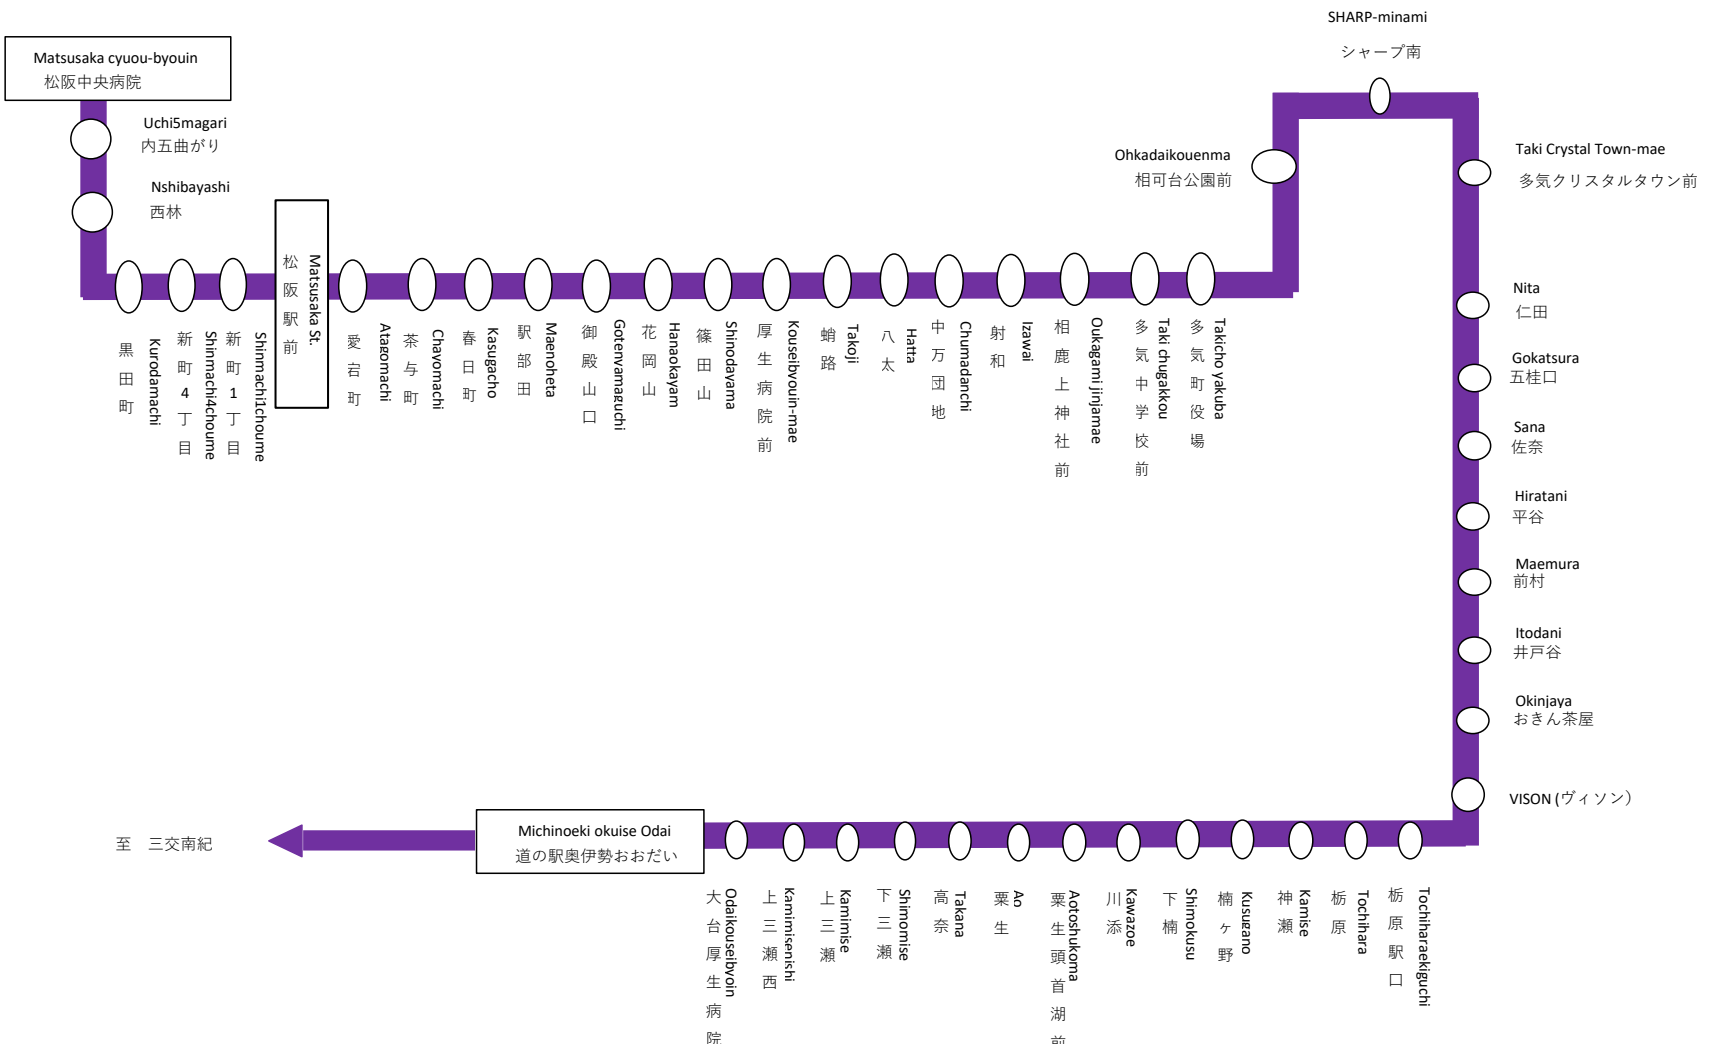 Matsusaka cyuou-byouin
松阪中央病院
Uchi5magari
内五曲がり
Nshibayashi
西林
黒田町
Kurodamachi
新町4丁目
Shinmachi4choume
新町1丁目
Shinmachi1choume
松阪駅前
Matsusaka St.
愛宕町
Atagomachi
茶与町
Chayomachi
春日町
Kasugacho
駅部田
Maenoheta
御殿山口
Gotenyamaguchi
花岡山
Hanaokayam
篠田山
Shinodayama
厚生病院前
Kouseibyouin-mae
蛸路
Takoji
八太
Hatta
中万団地
Chumadanchi
射和
Izawai
相鹿上神社前
Oukagami jinjamae
多気中学校前
Taki chugakkou
多気町役場
Takicho yakuba
Ohkadaikouenma
相可台公園前
SHARP-minami
シャープ南
Taki Crystal Town-mae
多気クリスタルタウン前
Nita
仁田
Gokatsura
五桂口
Sana
佐奈
Hiratani
平谷
Maemura
前村
Itodani
井戸谷
Okinjaya
おきん茶屋
VISON (ヴィソン）
栃原駅口
Tochiharaekiguchi
栃原
Tochihara
神瀬
Kamise
楠ヶ野
Kusugano
下楠
Shimokusu
川添
Kawazoe
粟生頭首湖前
Aotoshukoma
粟生
Ao
高奈
Takana
下三瀬
Shimomise
上三瀬
Kamimise
上三瀬西
Kamimisenishi
大台厚生病院
Odaikouseibyoin
Michinoeki okuise Odai
道の駅奥伊勢おおだい
至　三交南紀